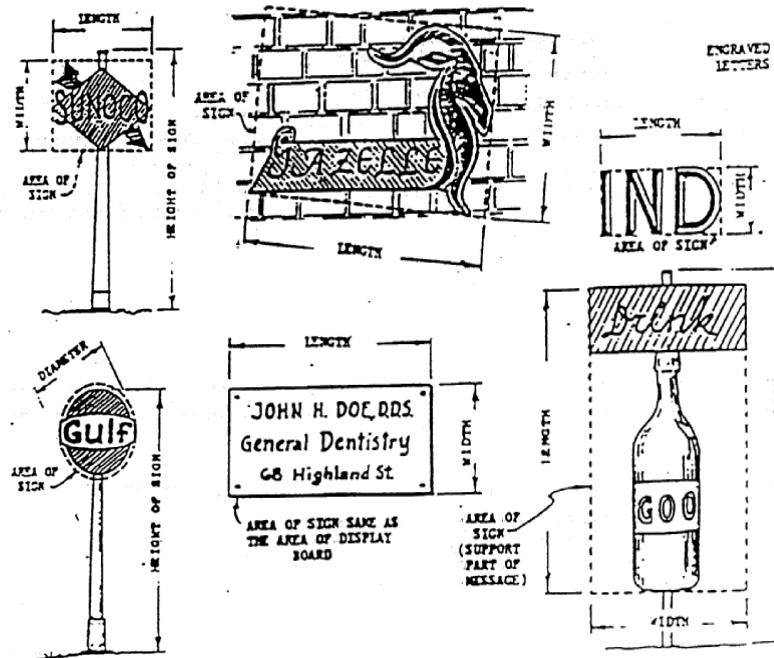 LENGTH
WIDTH
SUNOCO
AREA OF
SIGN
HEIGHT OF SIGN
AREA OF
SIGN
GAZELLE
WIDTH
LENGTH
ENGRAVED
LETTERS
LENGTH
IND
WIDTH
AREA OF SIGN
DIAMETER
Gulf
AREA OF
SIGN
HEIGHT OF SIGN
LENGTH
JOHN H. DOE, D.D.S.
General Dentistry
68 Highland St.
WIDTH
AREA OF SIGN SAME AS
THE AREA OF DISPLAY
BOARD
Drink
GOO
LENGTH
AREA OF
SIGN
(SUPPORT
PART OF
MESSAGE)
WIDTH